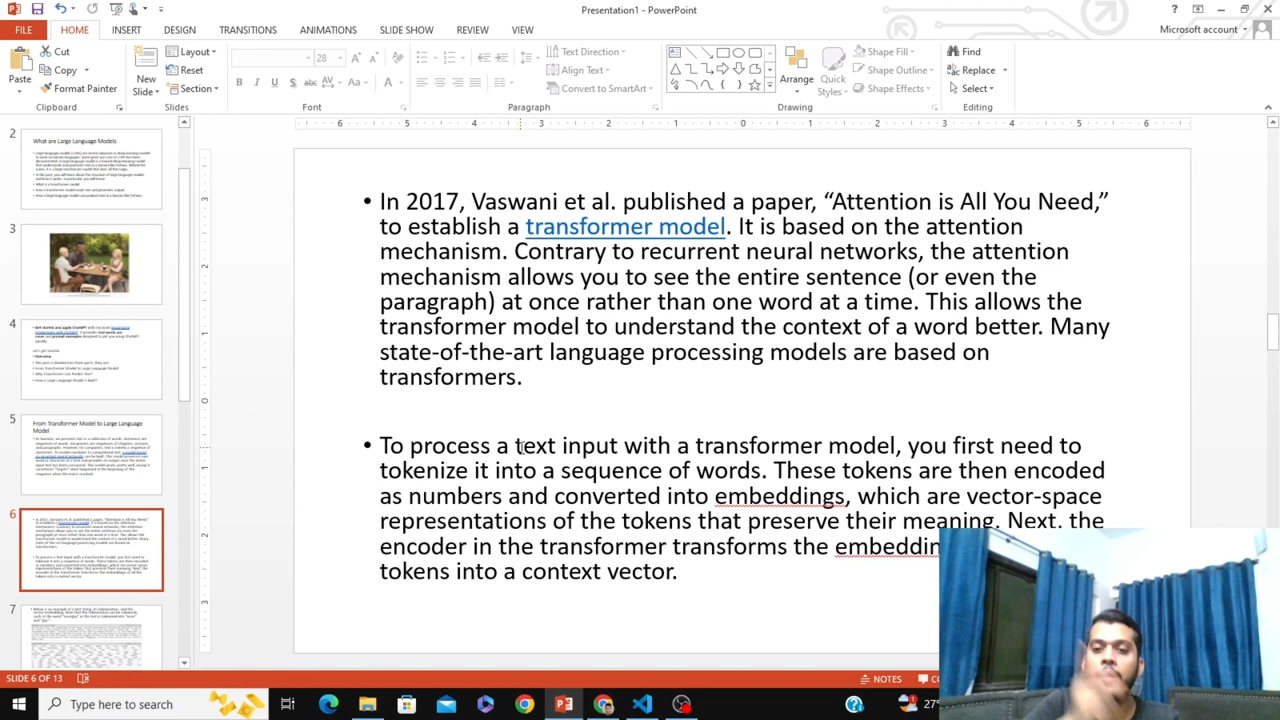 Presentation1 - PowerPoint
FILE HOME INSERT DESIGN TRANSITIONS ANIMATIONS SLIDE SHOW REVIEW VIEW
Microsoft account
Paste
Cut
Copy
Format Painter
Clipboard
New
Slide
Layout
Reset
Section
Slides
28
Font
Text Direction
Align Text
Convert to SmartArt
Paragraph
Arrange
Quick
Styles
Shape Fill
Shape Outline
Shape Effects
Drawing
Find
Replace
Select
Editing
2
What are Large Language Models
3
4
5
From Transformer Model to Large Language
Model
6
7
• In 2017, Vaswani et al. published a paper, “Attention is All You Need,”
to establish a transformer model. It is based on the attention
mechanism. Contrary to recurrent neural networks, the attention
mechanism allows you to see the entire sentence (or even the
paragraph) at once rather than one word at a time. This allows the
transformer model to understand the context of a word better. Many
state-of-the-art language processing models are based on
transformers.
• To process a text input with a transformer model, you first need to
tokenize it into a sequence of words. These tokens are then encoded
as numbers and converted into embeddings, which are vector-space
representations of the tokens that preserve their meaning. Next, the
encoder in the transformer transforms the
tokens into a context vector.
SLIDE 6 OF 13
NOTES
Type here to search
27°